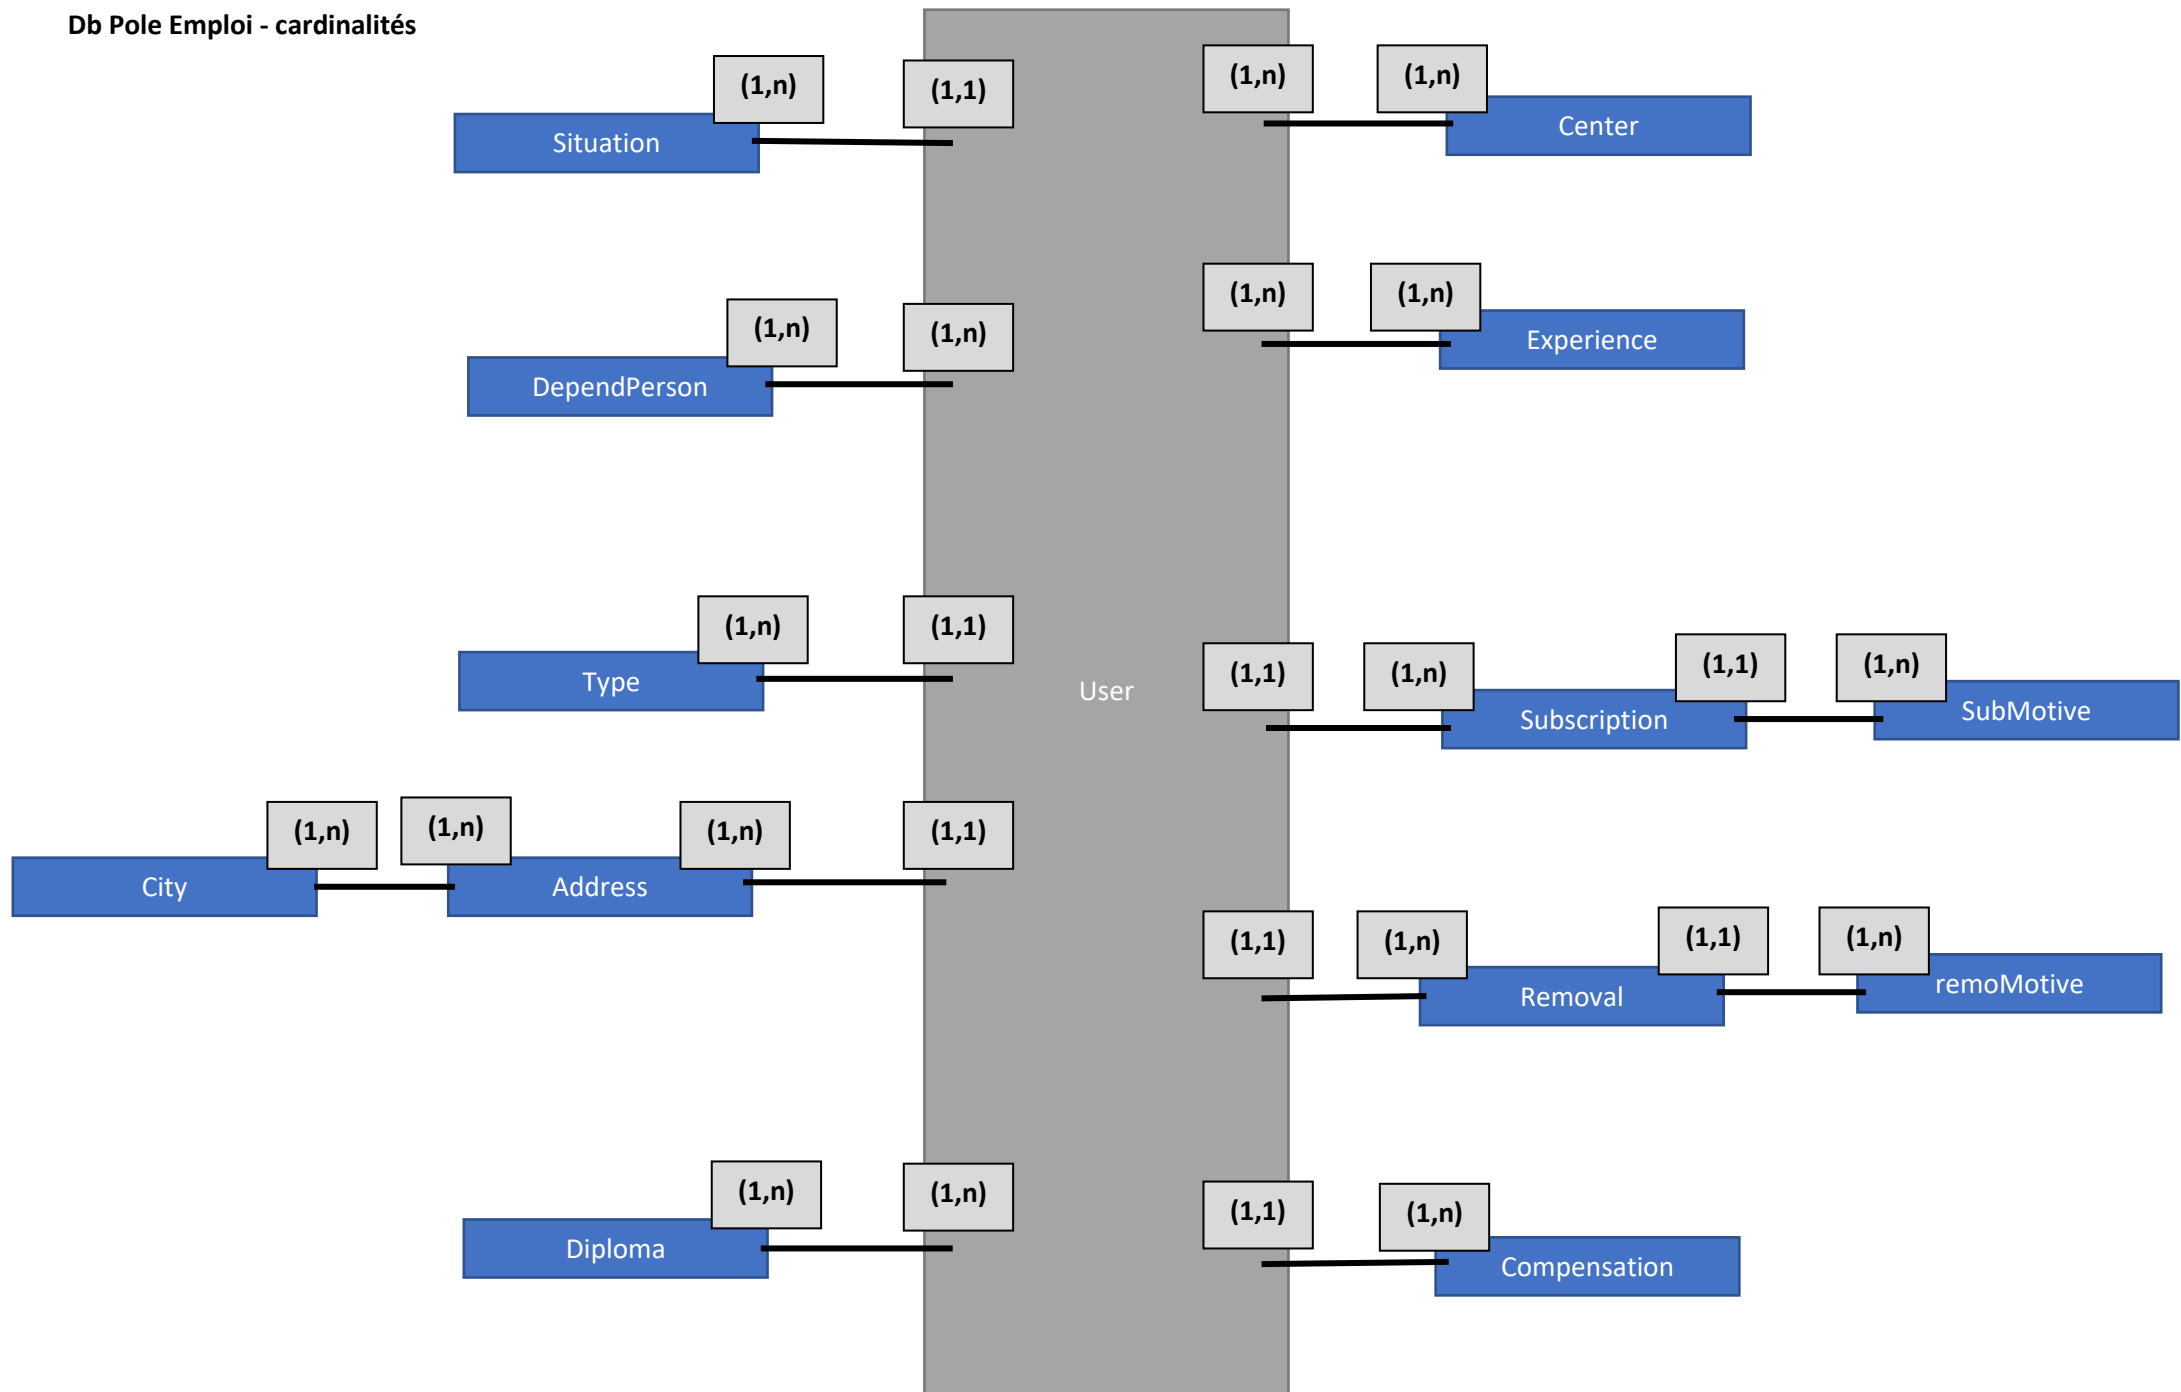 Db Pole Emploi - cardinalités
(1,n)
(1,1)
(1,n)
(1,n)
Situation
Center
(1,n)
(1,n)
(1,n)
(1,n)
DependPerson
Experience
(1,n)
(1,1)
(1,1)
(1,n)
(1,1)
(1,n)
Type
User
Subscription
SubMotive
(1,n)
(1,n)
(1,n)
(1,1)
City
Address
(1,1)
(1,n)
(1,1)
(1,n)
Removal
remoMotive
(1,n)
(1,n)
(1,1)
(1,n)
Diploma
Compensation